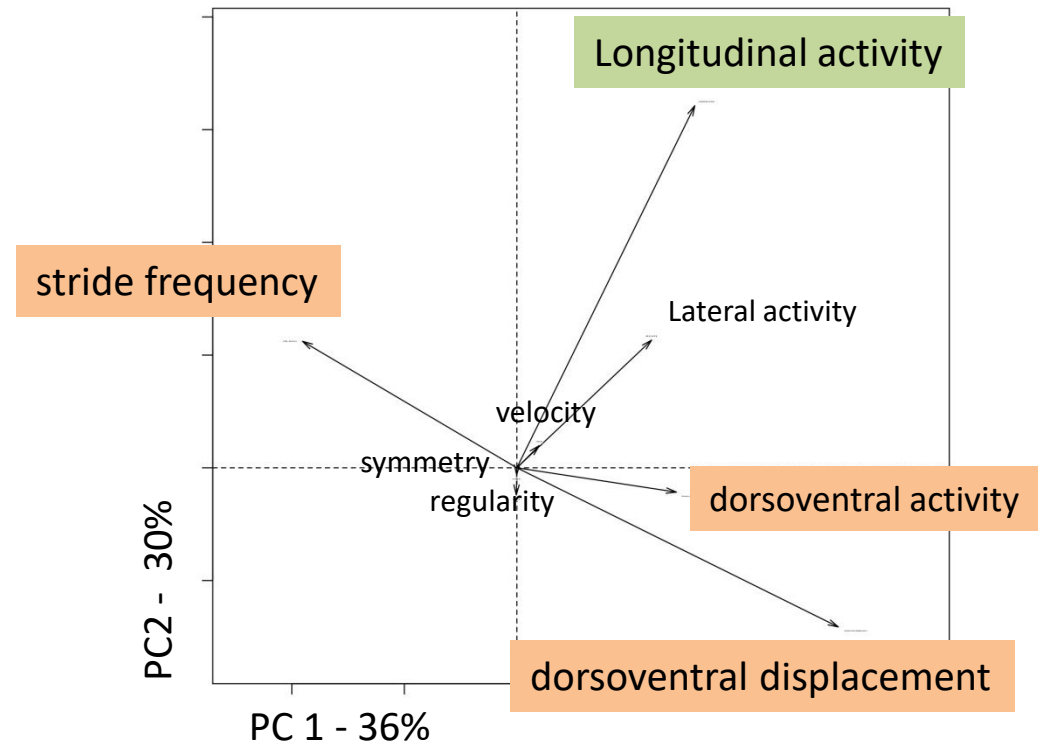 Longitudinal activity
stride frequency
Lateral activity
velocity
symmetry
regularity
dorsoventral activity
dorsoventral displacement
PC2 -  30%
PC 1 - 36%